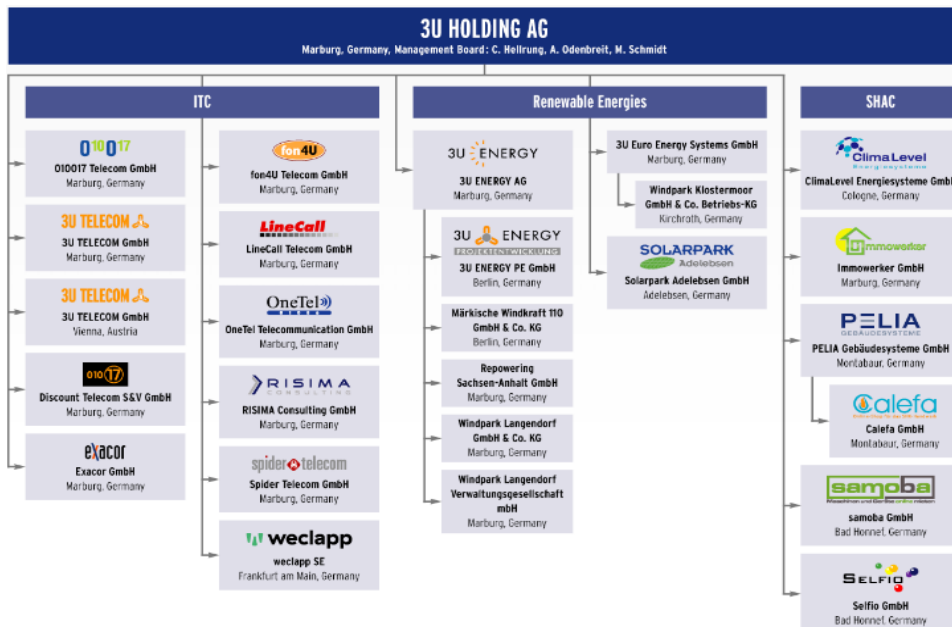 3U HOLDING AG
Marburg, Germany, Management Board: C. Hellrung, A. Odenbreit, M. Schmidt
ITC
010017
010017 Telecom GmbH
Marburg, Germany
3U TELECOM
3U TELECOM GmbH
Marburg, Germany
3U TELECOM
3U TELECOM GmbH
Vienna, Austria
010 17
Discount Telecom S&V GmbH
Marburg, Germany
exacor
Exacor GmbH
Marburg, Germany
fon4U
fon4U Telecom GmbH
Marburg, Germany
LineCall
LineCall Telecom GmbH
Marburg, Germany
OneTel
OneTel Telecommunication GmbH
Marburg, Germany
RISIMA
CONSULTING
RISIMA Consulting GmbH
Marburg, Germany
spider telecom
Spider Telecom GmbH
Marburg, Germany
weclapp
weclapp SE
Frankfurt am Main, Germany
Renewable Energies
3U ENERGY
3U ENERGY AG
Marburg, Germany
3U ENERGY
PROJEKTENTWICKLUNG
3U ENERGY PE GmbH
Berlin, Germany
Märkische Windkraft 110
GmbH & Co. KG
Berlin, Germany
Repowering
Sachsen-Anhalt GmbH
Marburg, Germany
Windpark Langendorf
GmbH & Co. KG
Marburg, Germany
Windpark Langendorf
Verwaltungsgesellschaft
mbH
Marburg, Germany
3U Euro Energy Systems GmbH
Marburg, Germany
Windpark Klostermoor
GmbH & Co. Betriebs-KG
Kirchroth, Germany
SOLARPARK
Adelebsen
Solarpark Adelebsen GmbH
Adelebsen, Germany
SHAC
ClimaLevel
Energiesysteme
ClimaLevel Energiesysteme GmbH
Cologne, Germany
Immowerker
Immowerker GmbH
Marburg, Germany
PELIA
GEBÄUDESYSTEME
PELIA Gebäudesysteme GmbH
Montabaur, Germany
Calefa
Calefa GmbH
Montabaur, Germany
samoba
samoba GmbH
Bad Honnef, Germany
SELFIO
Selfio GmbH
Bad Honnef, Germany